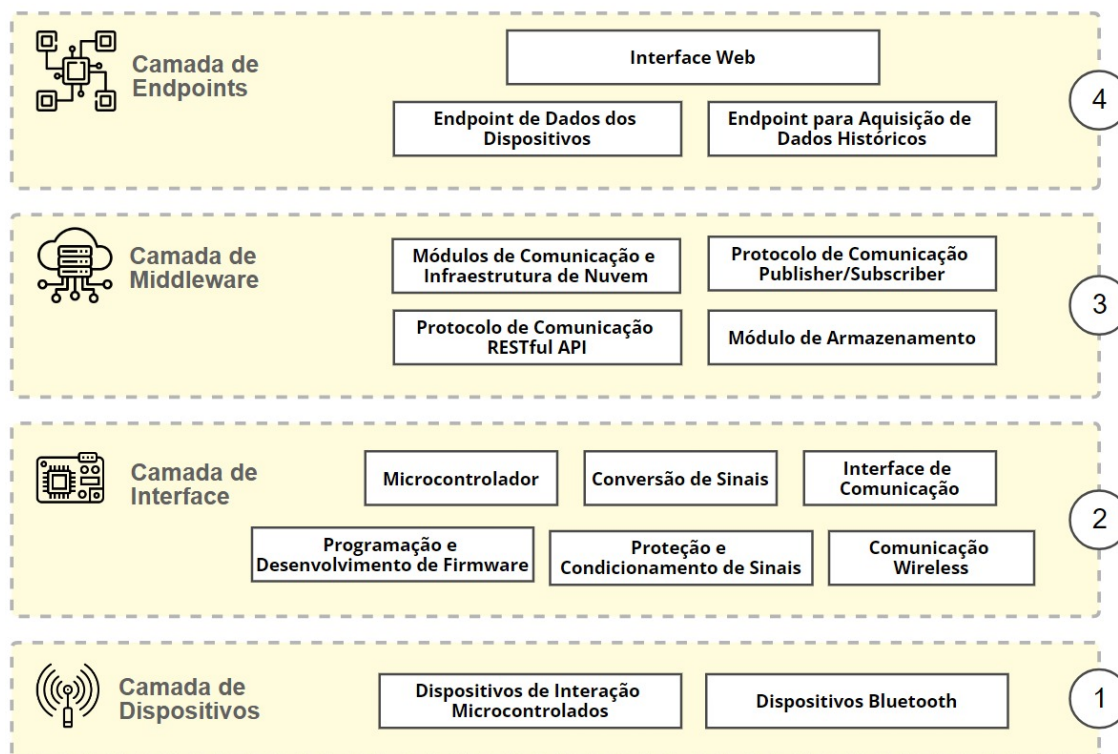 Camada de
Endpoints
Interface Web
Endpoint de Dados dos
Dispositivos
Endpoint para Aquisição de
Dados Históricos
4
Camada de
Middleware
Módulos de Comunicação e
Infraestrutura de Nuvem
Protocolo de Comunicação
Publisher/Subscriber
Protocolo de Comunicação
RESTful API
Módulo de Armazenamento
3
Camada de
Interface
Microcontrolador
Conversão de Sinais
Interface de
Comunicação
Programação e
Desenvolvimento de Firmware
Proteção e
Condicionamento de Sinais
Comunicação
Wireless
2
Camada de
Dispositivos
Dispositivos de Interação
Microcontrolados
Dispositivos Bluetooth
1